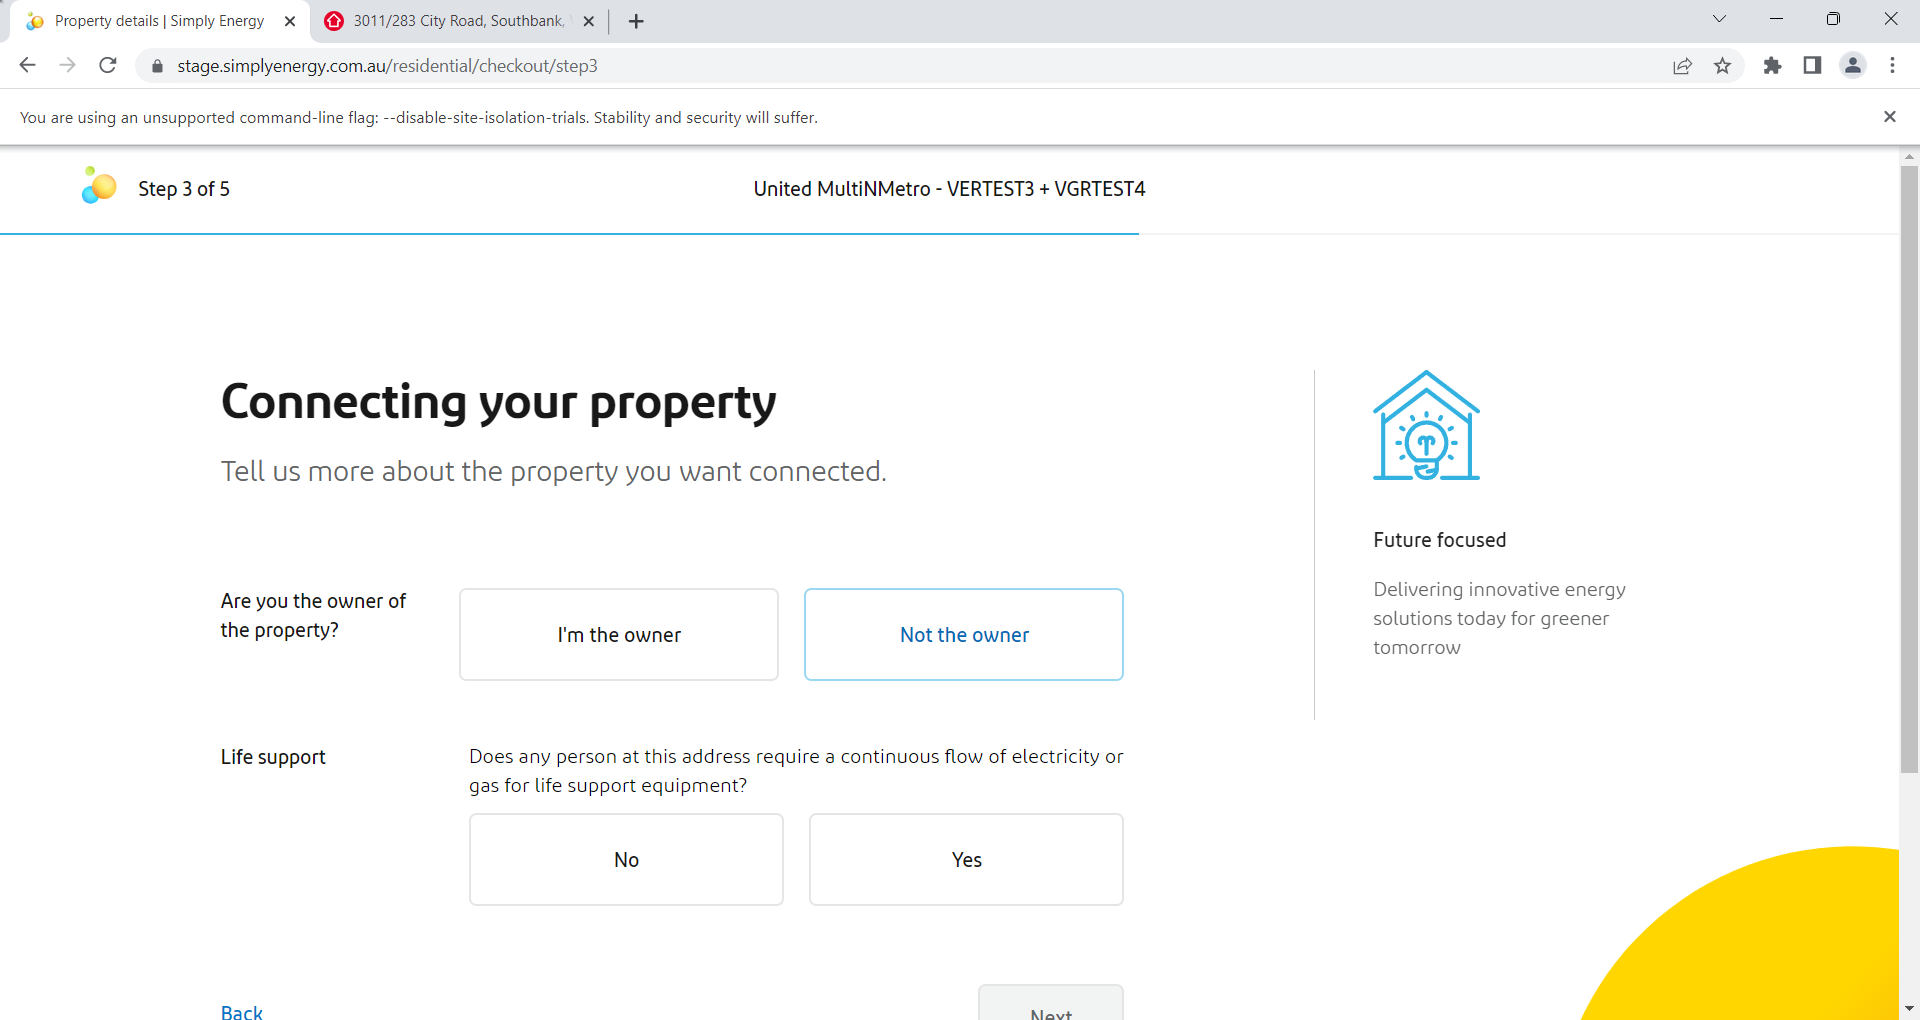 Property details | Simply Energy
3011/283 City Road, Southbank,
stage.simplyenergy.com.au/residential/checkout/step3
You are using an unsupported command-line flag: --disable-site-isolation-trials. Stability and security will suffer.
Step 3 of 5
United MultiNMetro - VERTEST3 + VGRTEST4
Connecting your property
Tell us more about the property you want connected.
Are you the owner of
the property?
I'm the owner
Not the owner
Life support
Does any person at this address require a continuous flow of electricity or
gas for life support equipment?
No
Yes
Back
Next
Future focused
Delivering innovative energy
solutions today for greener
tomorrow